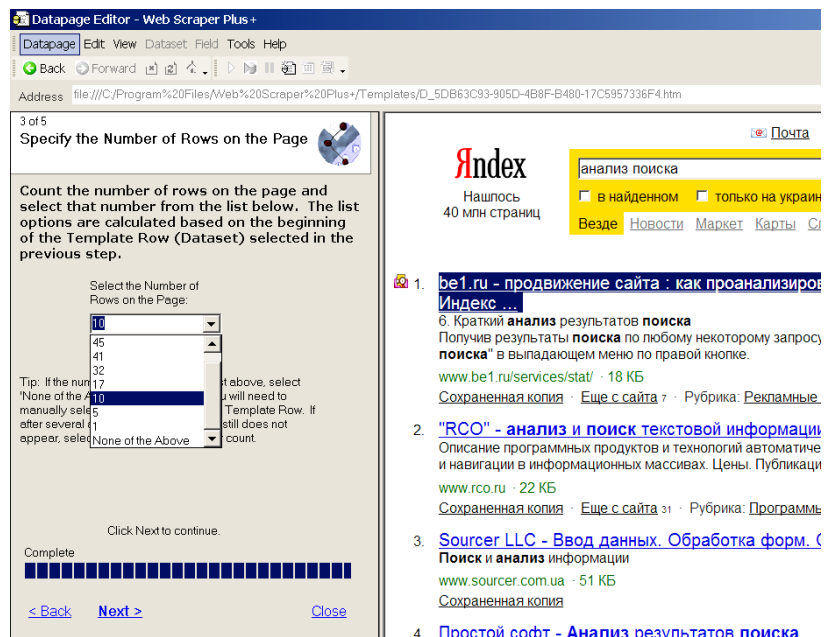 Datapage Editor - Web Scraper Plus+
Datapage Edit View Dataset Field Tools Help
Back Forward
Address file:///C:/Program%20Files/Web%20Scraper%20Plus+/Templates/D_5DB63C93-905D-4B8F-B480-17C5957336F4.htm
3 of 5
Specify the Number of Rows on the Page
Count the number of rows on the page and
select that number from the list below. The list
options are calculated based on the beginning
of the Template Row (Dataset) selected in the
previous step.
Select the Number of
Rows on the Page:
10
45
41
32
17
10
5
1
None of the Above
Tip: If the num t above, select
'None of the A u will need to
manually sele Template Row. If
after several still does not
appear, selec count.
Click Next to continue.
Complete
< Back Next > Close
Почта
Яndex
Нашлось
40 млн страниц
анализ поиска
в найденном только на украин
Везде Новости Маркет Карты Сл
1. be1.ru - продвижение сайта : как проанализиров
Индекс ...
6. Краткий анализ результатов поиска
Получив результаты поиска по любому некоторому запросу
поиска" в выпадающем меню по правой кнопке.
www.be1.ru/services/stat/ · 18 КБ
Сохраненная копия · Еще с сайта 7 · Рубрика: Рекламные
2. "RCO" - анализ и поиск текстовой информации
Описание программных продуктов и технологий автоматиче
и навигации в информационных массивах. Цены. Публикаци
www.rco.ru · 22 КБ
Сохраненная копия · Еще с сайта 31 · Рубрика: Программы
3. Sourcer LLC - Ввод данных. Обработка форм. С
Поиск и анализ информации
www.sourcer.com.ua · 51 КБ
Сохраненная копия
4. Простой софт - Анализ результатов поиска